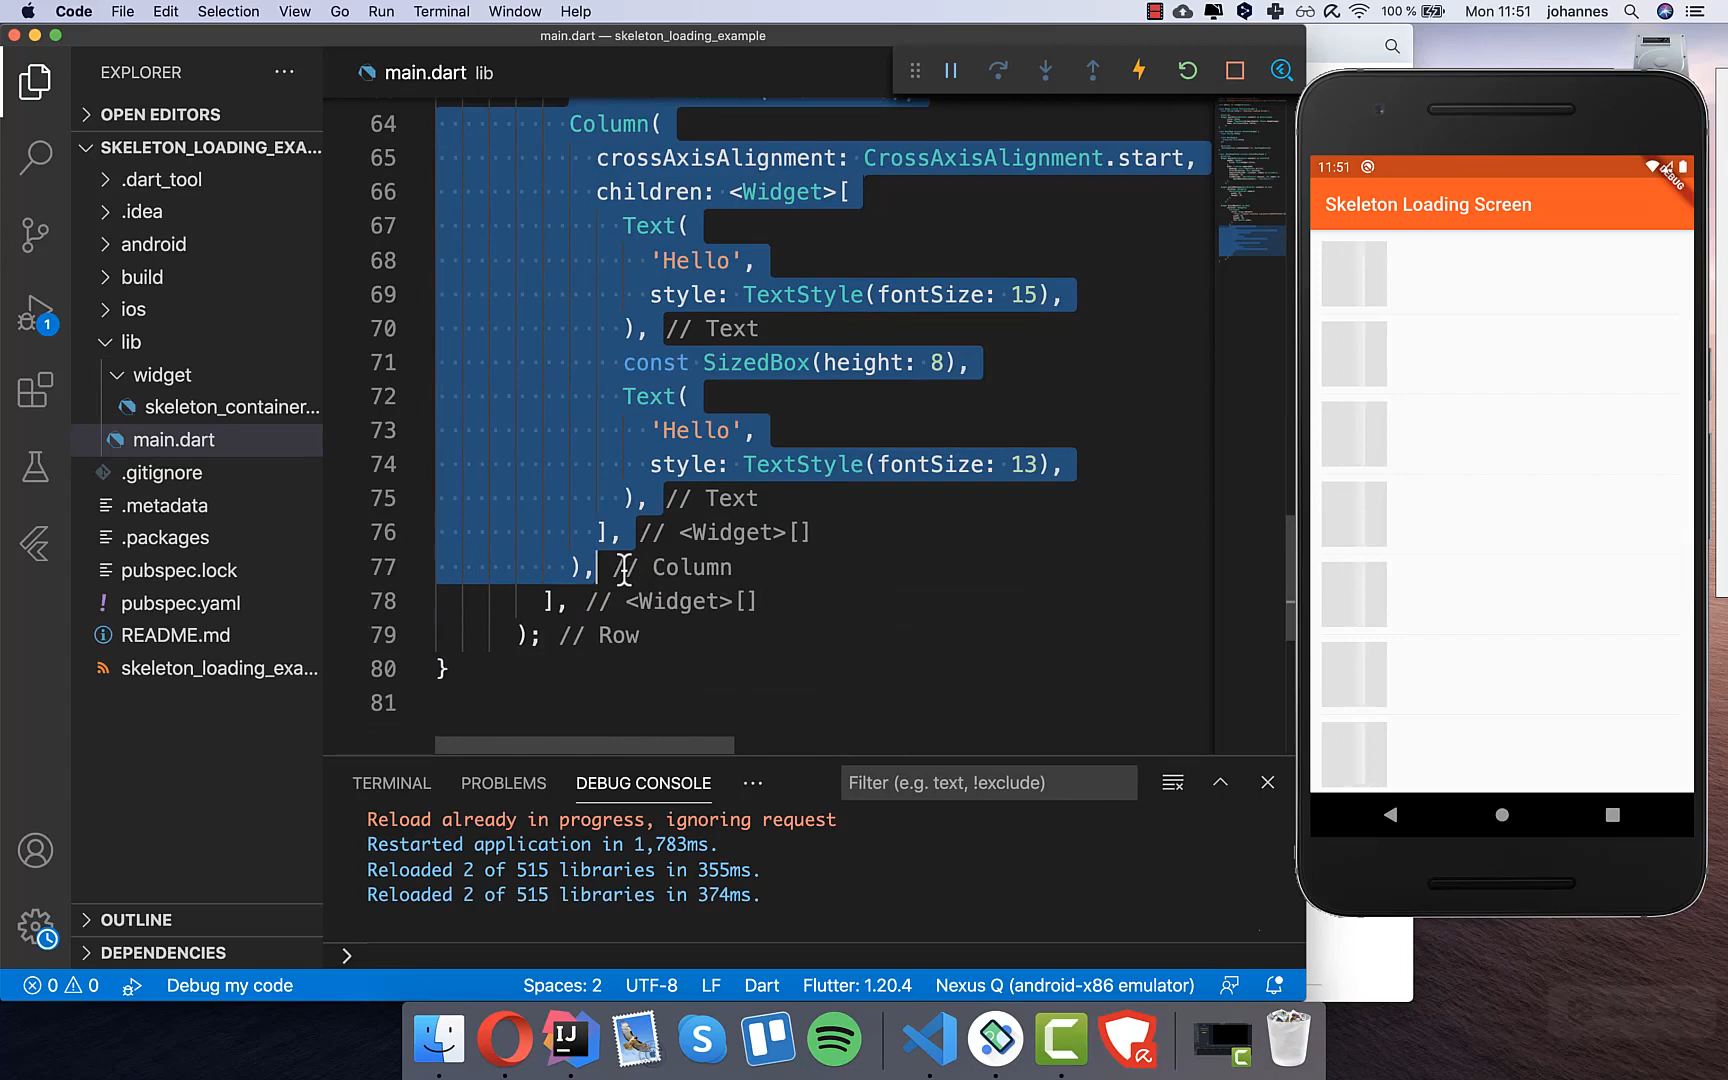 Code File Edit Selection View Go Run Terminal Window Help 100 % Mon 11:51 johannes
main.dart — skeleton_loading_example
EXPLORER
OPEN EDITORS
SKELETON_LOADING_EXA...
.dart_tool
.idea
android
build
ios
lib
widget
skeleton_container...
main.dart
.gitignore
.metadata
.packages
pubspec.lock
pubspec.yaml
README.md
skeleton_loading_exa...
OUTLINE
DEPENDENCIES
1
main.dart lib
64 Column(
65 crossAxisAlignment: CrossAxisAlignment.start,
66 children: <Widget>[
67 Text(
68 'Hello',
69 style: TextStyle(fontSize: 15),
70 ), // Text
71 const SizedBox(height: 8),
72 Text(
73 'Hello',
74 style: TextStyle(fontSize: 13),
75 ), // Text
76 ], // <Widget>[]
77 ), // Column
78 ], // <Widget>[]
79 ); // Row
80 }
81
TERMINAL PROBLEMS DEBUG CONSOLE ... Filter (e.g. text, !exclude)
Reload already in progress, ignoring request
Restarted application in 1,783ms.
Reloaded 2 of 515 libraries in 355ms.
Reloaded 2 of 515 libraries in 374ms.
0 0 Debug my code Spaces: 2 UTF-8 LF Dart Flutter: 1.20.4 Nexus Q (android-x86 emulator)
11:51
DEBUG
Skeleton Loading Screen
IJ